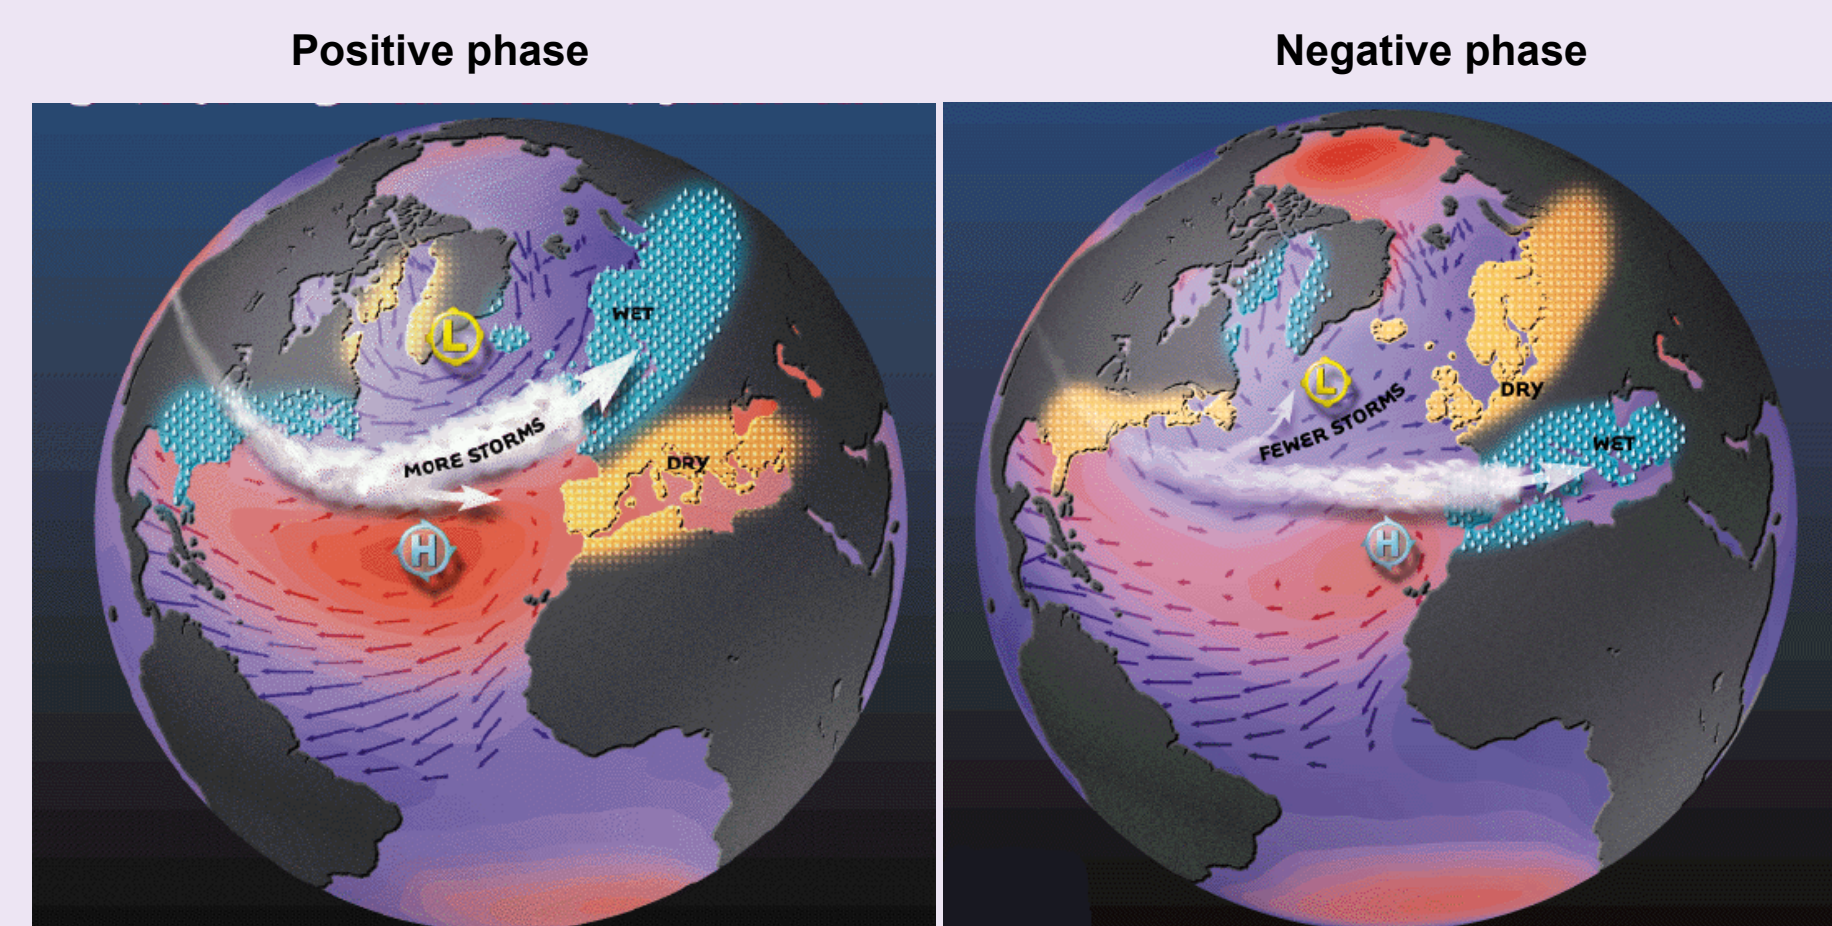 Positive phase
Negative phase
L
WET
MORE STORMS
DRY
H
L
DRY
FEWER STORMS
WET
H